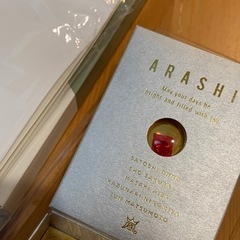 ARASHI
May your days be
bright and filled with joy.
SATOSHI OHNO
SHO SAKURAI
MASAKI AIBA
KAZUNARI NINOMIYA
JUN MATSUMOTO
嵐